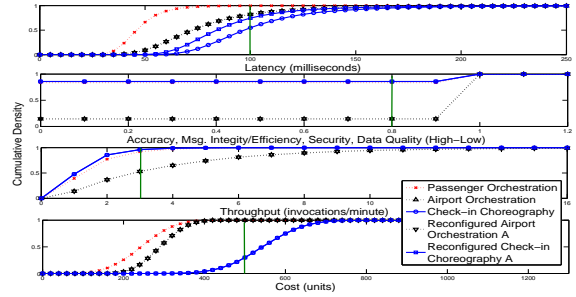 1
0.5
0
0 50 100 150 200 250
Latency (milliseconds)
1
0.5
0
0 0.2 0.4 0.6 0.8 1 1.2
Accuracy, Msg. Integity/Efficiency, Security, Data Quality (High−Low)
Cumulative Density
1
0.5
0
0 2 4 6 8 10
Throughput (invocations/minute)
1
0.5
0
0 200 400 600 800 1000
Cost (units)
Passenger Orchestration
Airport Orchestration
Check−in Choreography
Reconfigured Airport
Orchestration A
Reconfigured Check−in
Choreography A